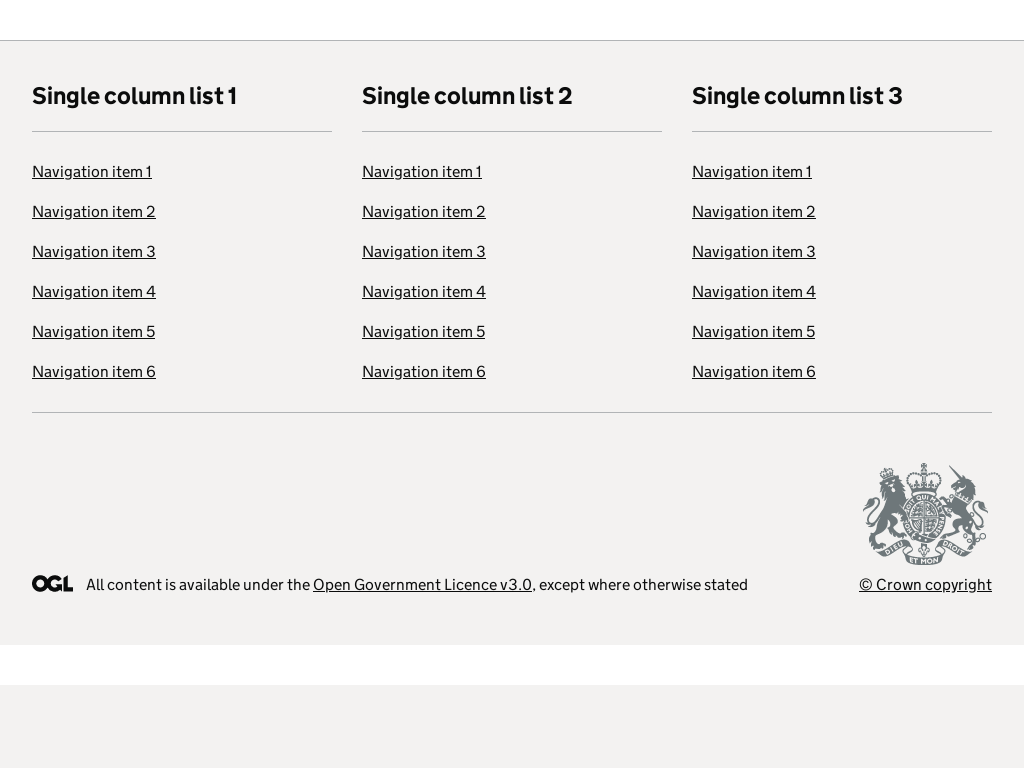 Single column list 1
Navigation item 1
Navigation item 2
Navigation item 3
Navigation item 4
Navigation item 5
Navigation item 6
Single column list 2
Navigation item 1
Navigation item 2
Navigation item 3
Navigation item 4
Navigation item 5
Navigation item 6
Single column list 3
Navigation item 1
Navigation item 2
Navigation item 3
Navigation item 4
Navigation item 5
Navigation item 6
OGL All content is available under the Open Government Licence v3.0, except where otherwise stated
DIEU ET MON DROIT
© Crown copyright